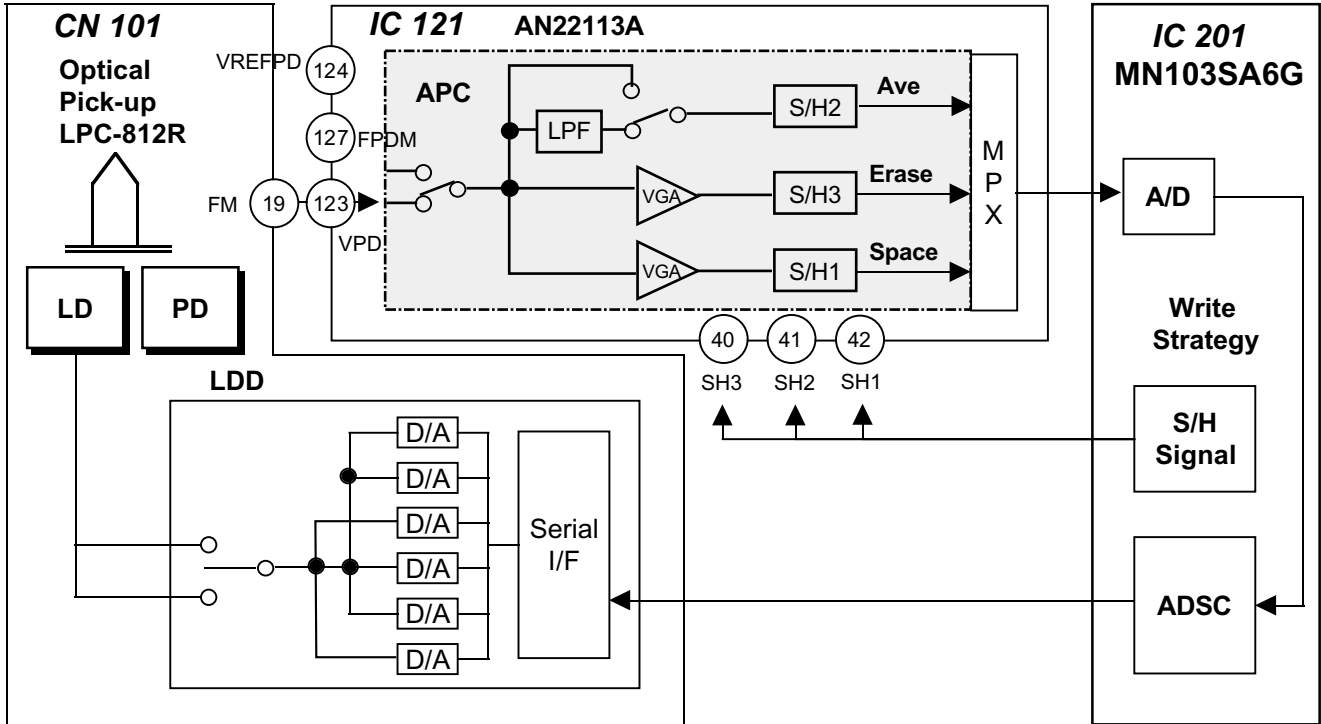 CN 101
Optical
Pick-up
LPC-812R
LD
PD
FM
19
VREFPD
124
127
FPDM
123
VPD
IC 121
AN22113A
APC
LPF
S/H2
Ave
VGA
S/H3
Erase
VGA
S/H1
Space
M
P
X
40
41
42
SH3
SH2
SH1
IC 201
MN103SA6G
A/D
Write
Strategy
S/H
Signal
ADSC
LDD
D/A
D/A
D/A
D/A
D/A
D/A
Serial
I/F